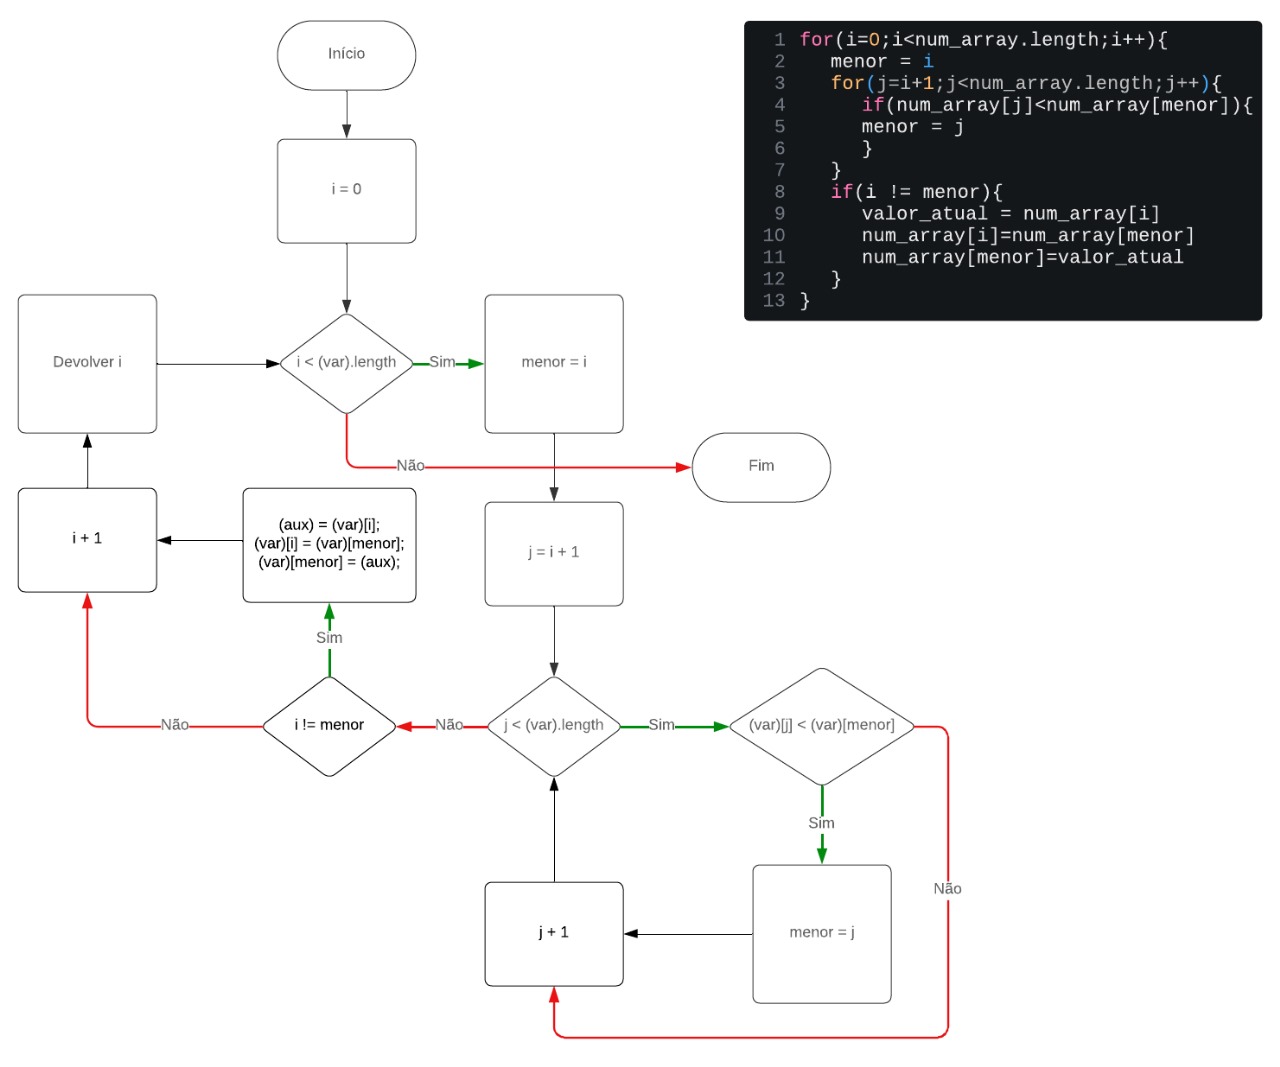 Início
i = 0
i < (var).length
Sim
menor = i
Devolver i
Não
Fim
i + 1
(aux) = (var)[i];
(var)[i] = (var)[menor];
(var)[menor] = (aux);
j = i + 1
Sim
Não
i != menor
Não
j < (var).length
Sim
(var)[j] < (var)[menor]
Sim
Não
j + 1
menor = j
1 for(i=0;i<num_array.length;i++){
2 menor = i
3 for(j=i+1;j<num_array.length;j++){
4 if(num_array[j]<num_array[menor]){
5 menor = j
6 }
7 }
8 if(i != menor){
9 valor_atual = num_array[i]
10 num_array[i]=num_array[menor]
11 num_array[menor]=valor_atual
12 }
13 }